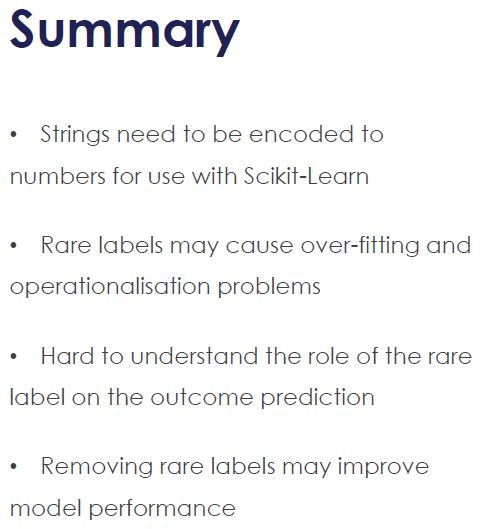 Summary
• Strings need to be encoded to
numbers for use with Scikit-Learn
• Rare labels may cause over-fitting and
operationalisation problems
• Hard to understand the role of the rare
label on the outcome prediction
• Removing rare labels may improve
model performance